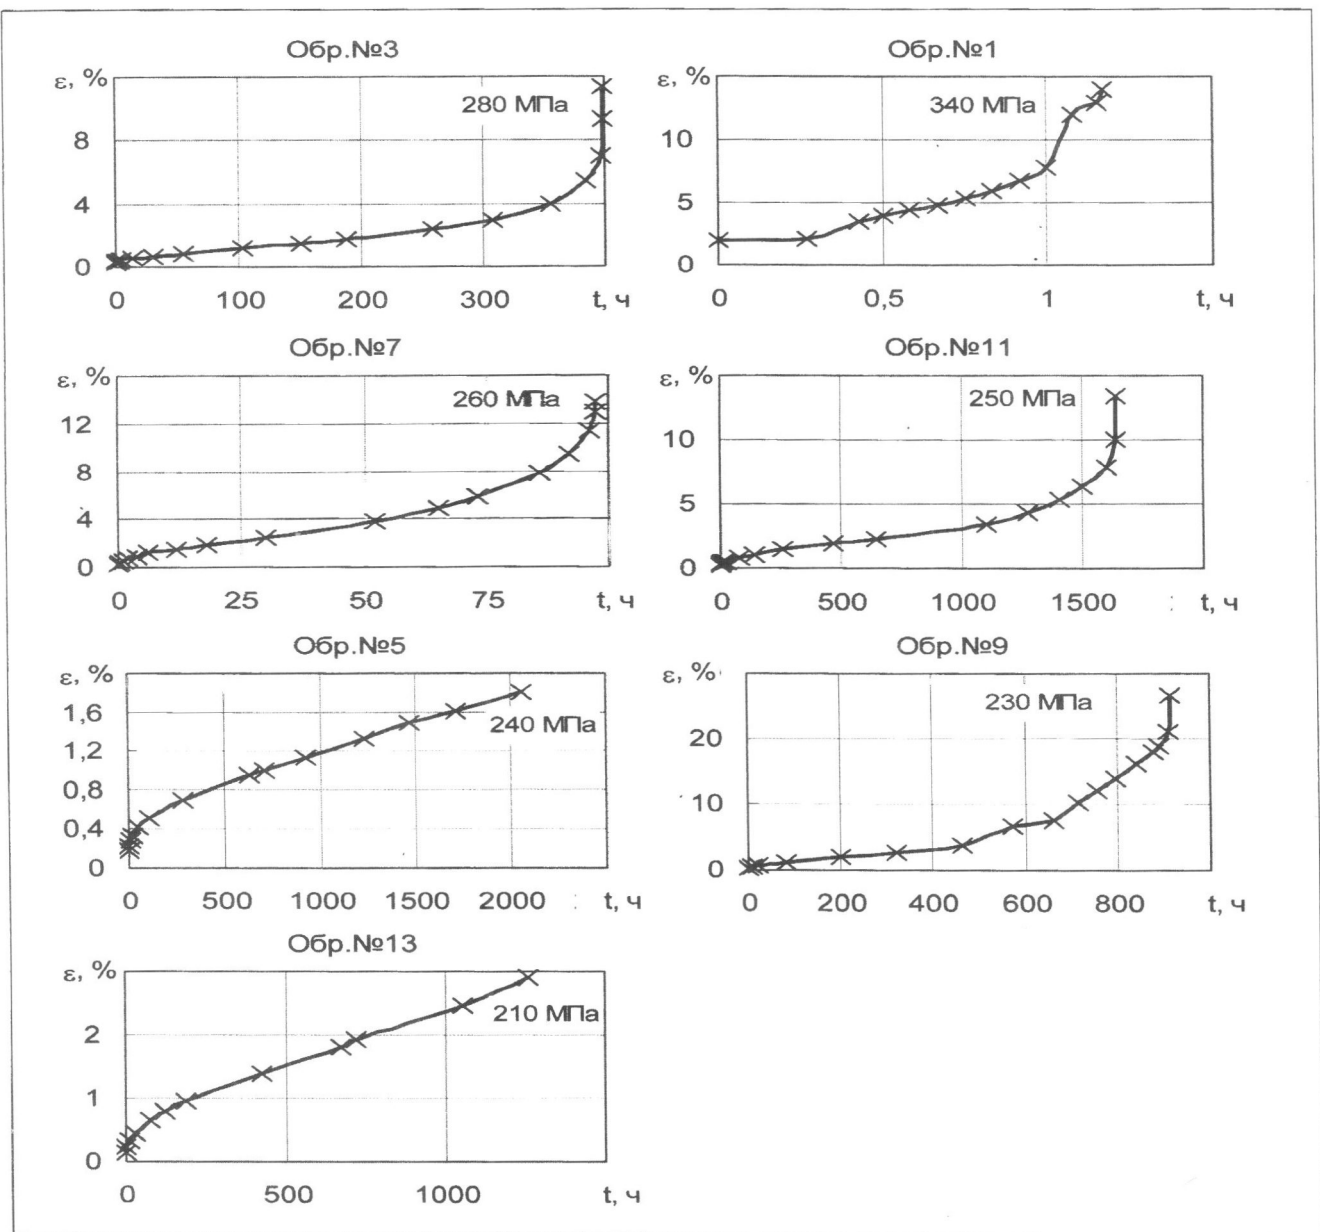 Обр.№3
ε, %
280 МПа
8
4
0
0 100 200 300 t, ч
Обр.№1
ε, %
340 МПа
10
5
0
0 0,5 1 t, ч
Обр.№7
ε, %
260 МПа
12
8
4
0
0 25 50 75 t, ч
Обр.№11
ε, %
250 МПа
10
5
0
0 500 1000 1500 t, ч
Обр.№5
ε, %
1,6
240 МПа
1,2
0,8
0,4
0
0 500 1000 1500 2000 t, ч
Обр.№9
ε, %
230 МПа
20
10
0
0 200 400 600 800 t, ч
Обр.№13
ε, %
210 МПа
2
1
0
0 500 1000 t, ч